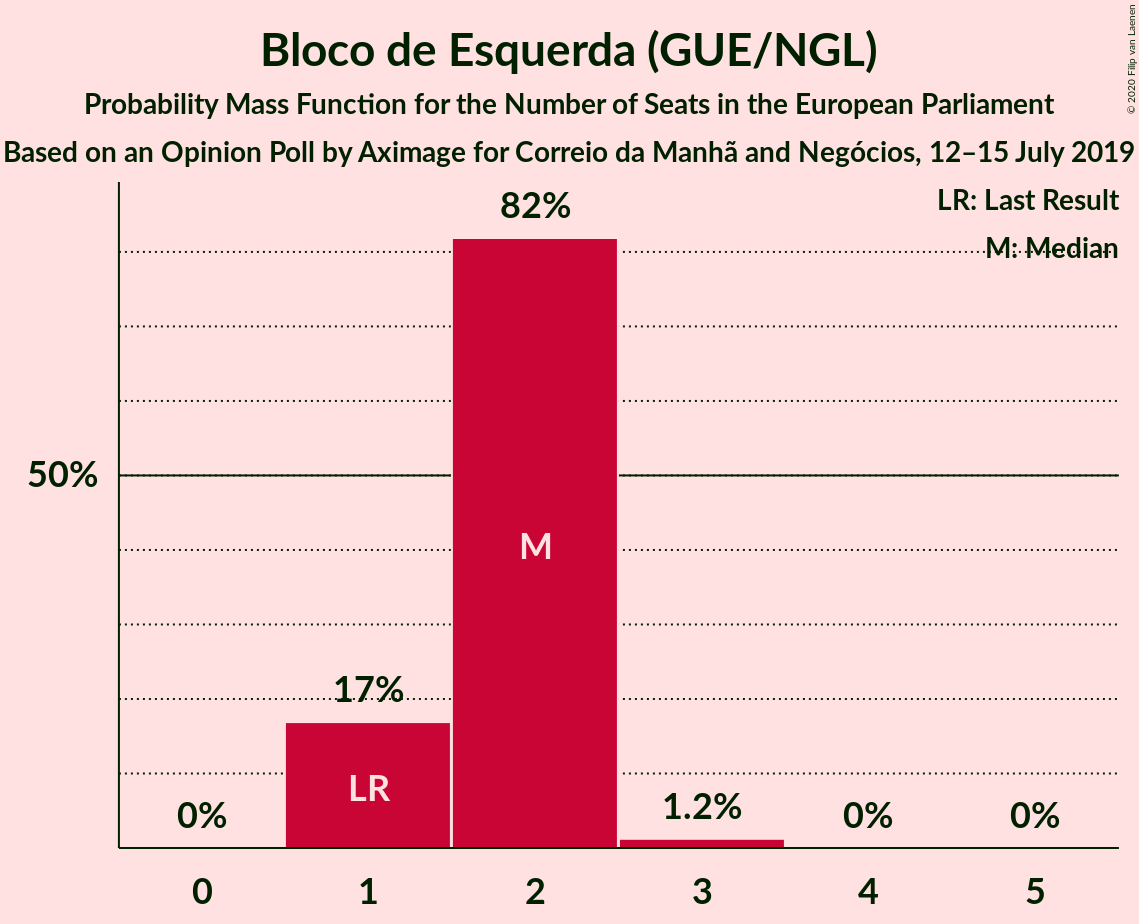 Bloco de Esquerda (GUE/NGL)
Probability Mass Function for the Number of Seats in the European Parliament
Based on an Opinion Poll by Aximage for Correio da Manhã and Negócios, 12–15 July 2019
© 2020 Filip van Laenen
LR: Last Result
M: Median
82%
50%
M
17%
LR
0%
1.2%
0%
0%
0 1 2 3 4 5